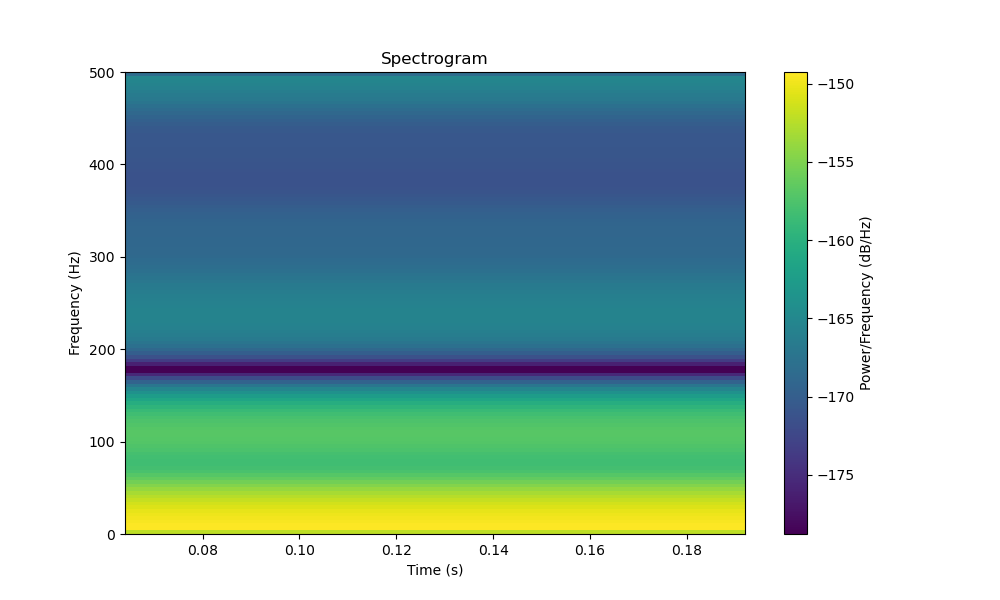 Spectrogram
500
400
300
200
100
0
Frequency (Hz)
0.08 0.10 0.12 0.14 0.16 0.18
Time (s)
−150
−155
−160
−165
−170
−175
Power/Frequency (dB/Hz)